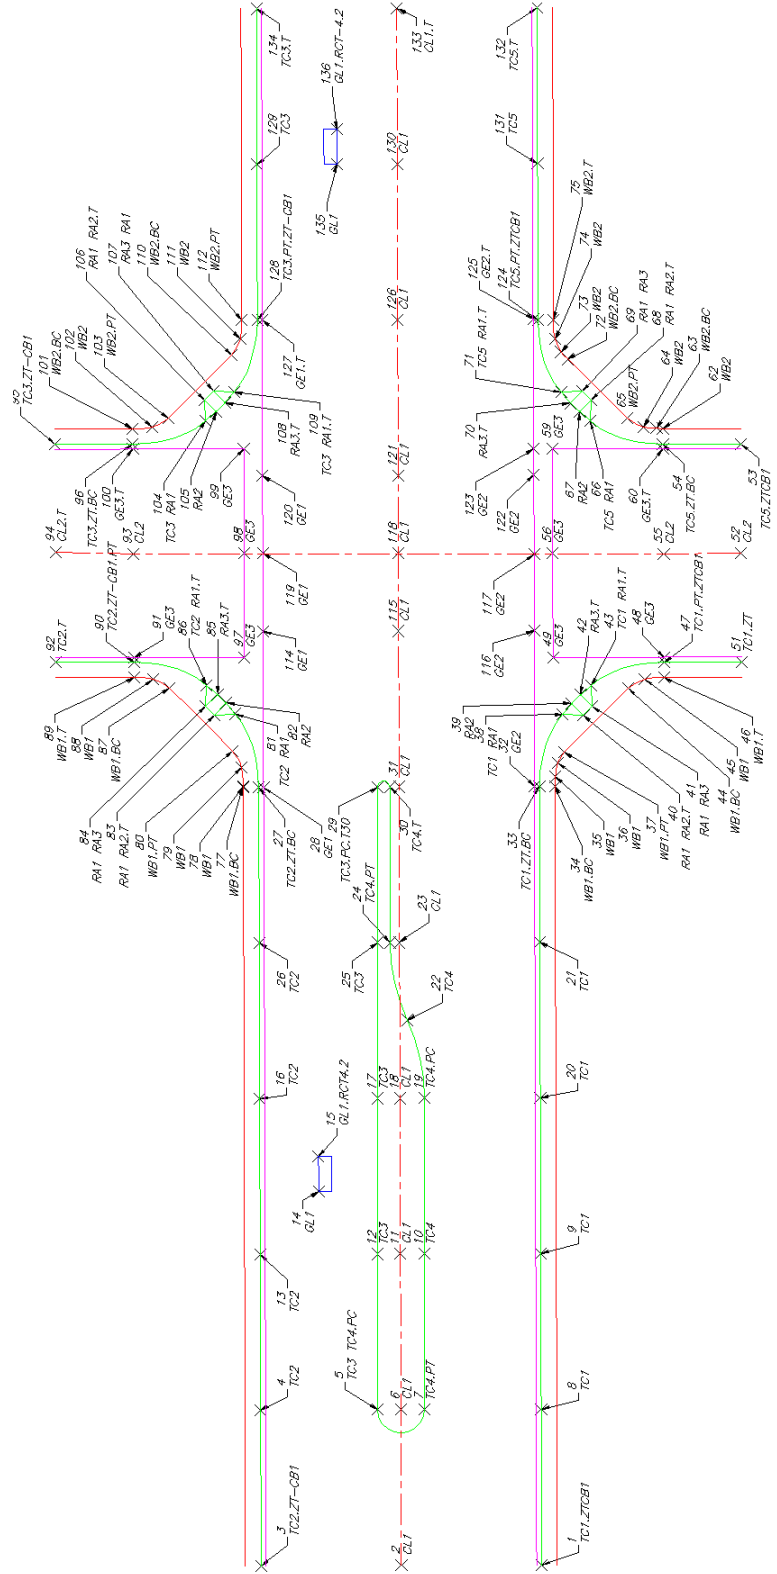 134
TC3.T
136
GL1.RCT-4.2
133
CL1.T
132
TC5.T
129
TC3
135
GL1
130
CL1
131
TC5
106
RA1 RA2.T
107
RA3 RA1
110
WB2.BC
111
WB2
112
WB2.PT
128
TC3.PT.ZT-CB1
127
GE1.T
126
CL1
125
GE2.T
124
TC5.PT.ZTCB1
75
WB2.T
74
WB2
73
WB2
72
WB2.BC
69
RA1 RA3
68
RA1 RA2.T
TC3.ZT-CB1
101
WB2.BC
102
WB2
103
WB2.PT
71
TC5 RA1.T
70
RA3.T
65
WB2.PT
64
WB2
63
WB2.BC
62
WB2
96
TC3.ZT.BC
100
GE3.T
104
TC3 RA1
105
RA2
99
GE3
108
RA3.T
109
TC3 RA1.T
120
GE1
121
CL1
123
GE2
122
GE2
59
GE3
67
RA2
66
TC5 RA1
60
GE3.T
54
TC5.ZT.BC
53
TC5.ZTCB1
94
CL2.T
93
CL2
98
GE3
119
GE1
118
CL1
117
GE2
56
GE3
55
CL2
52
CL2
92
TC2.T
90
TC2.ZT-CB1.PT
91
GE3
86
TC2 RA1.T
85
RA3.T
97
GE3
114
GE1
115
CL1
116
GE2
49
GE3
42
RA3.T
43
TC1 RA1.T
48
GE3
47
TC1.PT.ZTCB1
51
TC1.ZT
89
WB1.T
88
WB1
87
WB1.BC
82
RA2
81
TC2 RA1
39
RA2
38
TC1 RA1
32
GE2
84
RA1 RA3
83
RA1 RA2.T
80
WB1.PT
79
WB1
78
WB1
77
WB1.BC
27
TC2.ZT.BC
28
GE1
29
TC3.PC.T30
31
CL1
30
TC4.T
33
TC1.ZT.BC
34
WB1.BC
35
WB1
36
WB1
37
WB1.PT
40
RA1 RA2.T
41
RA1 RA3
44
WB1.BC
45
WB1
46
WB1.T
26
TC2
25
TC3
24
TC4.PT
23
CL1
21
TC1
22
TC4
16
TC2
15
GL1.RCT4.2
17
TC3
18
CL1
19
TC4.PC
20
TC1
14
GL1
13
TC2
12
TC3
11
CL1
10
TC4
9
TC1
4
TC2
5
TC3 TC4.PC
6
CL1
7
TC4.PT
8
TC1
3
TC2.ZT-CB1
2
CL1
1
TC1.ZTCB1